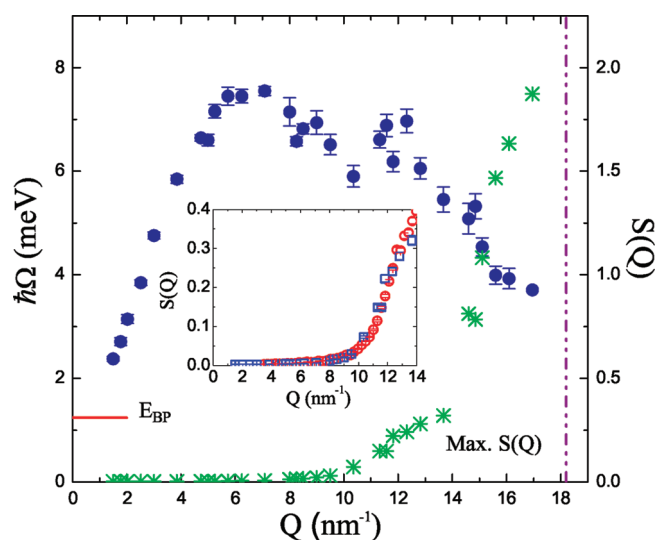 8
6
4
2
0
ħΩ (meV)
2.0
1.5
1.0
0.5
0.0
S(Q)
0.4
0.3
0.2
0.1
0.0
S(Q)
0 2 4 6 8 10 12 14
Q (nm⁻¹)
E_BP
Max. S(Q)
0 2 4 6 8 10 12 14 16 18
Q (nm⁻¹)